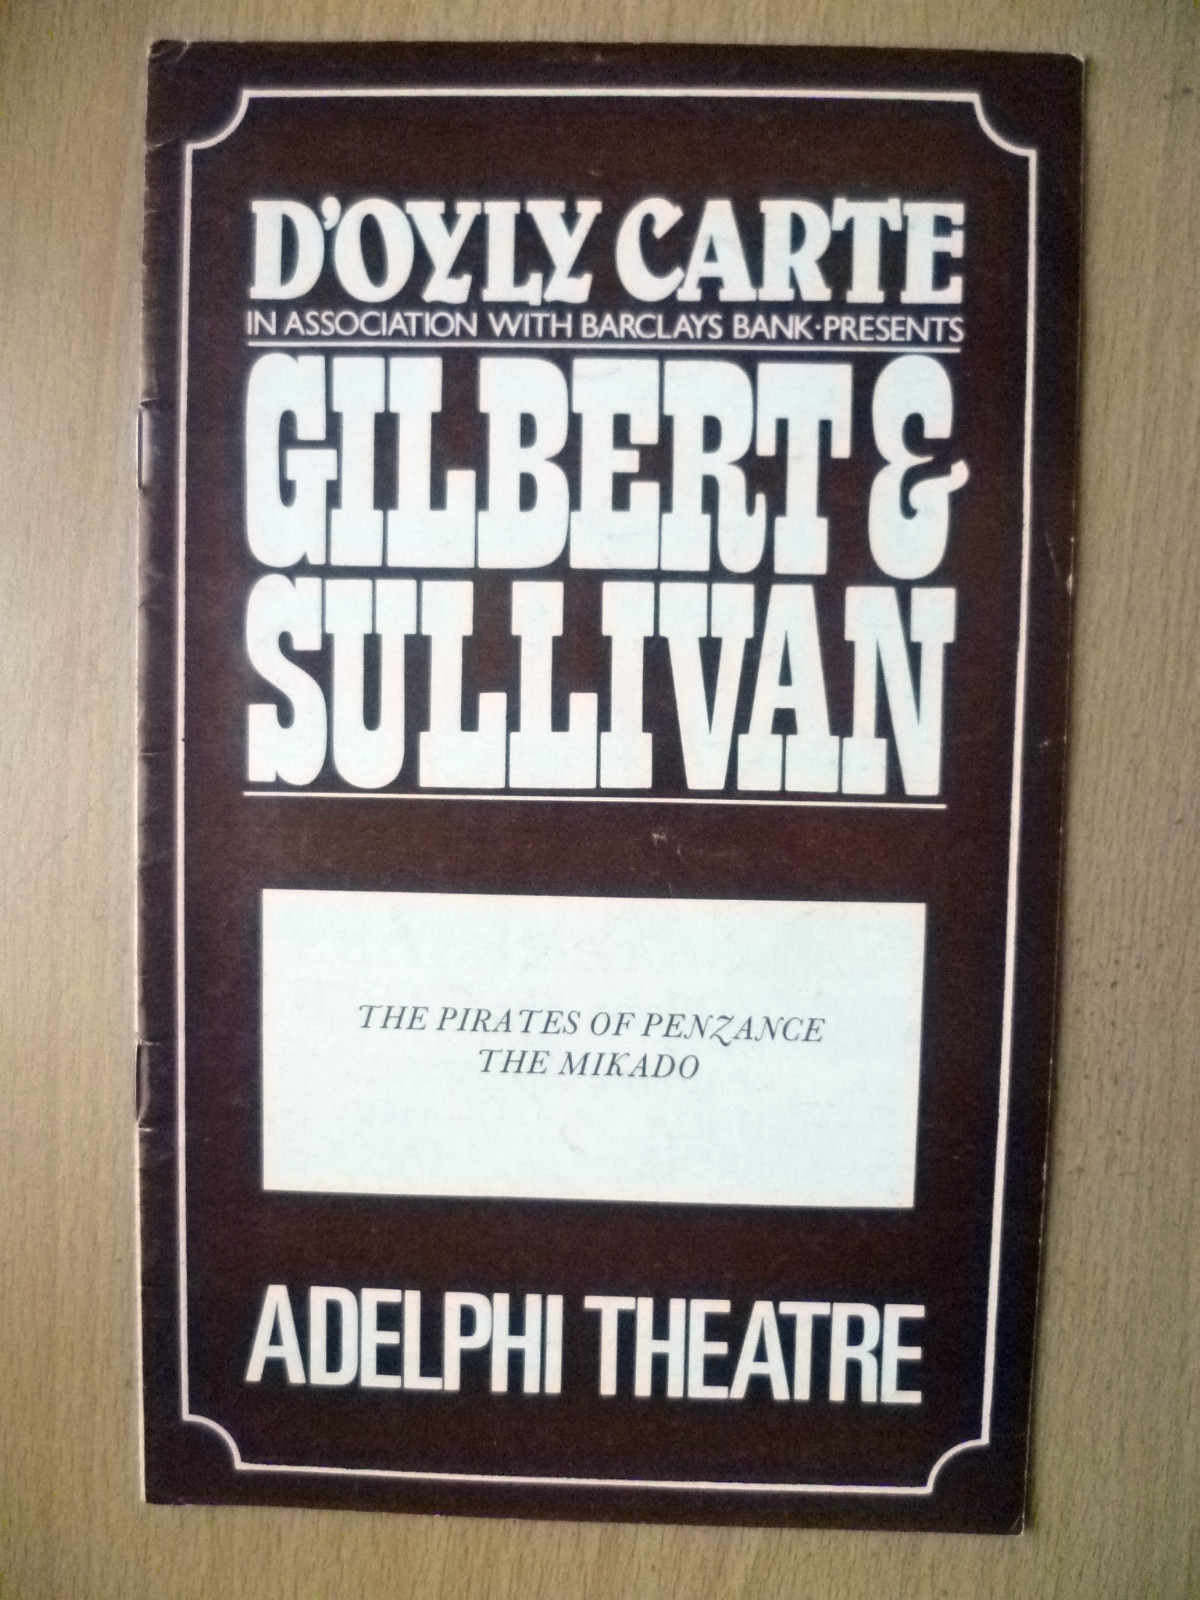 D'OYLY CARTE
IN ASSOCIATION WITH BARCLAYS BANK·PRESENTS
GILBERT &
SULLIVAN
THE PIRATES OF PENZANCE
THE MIKADO
ADELPHI THEATRE